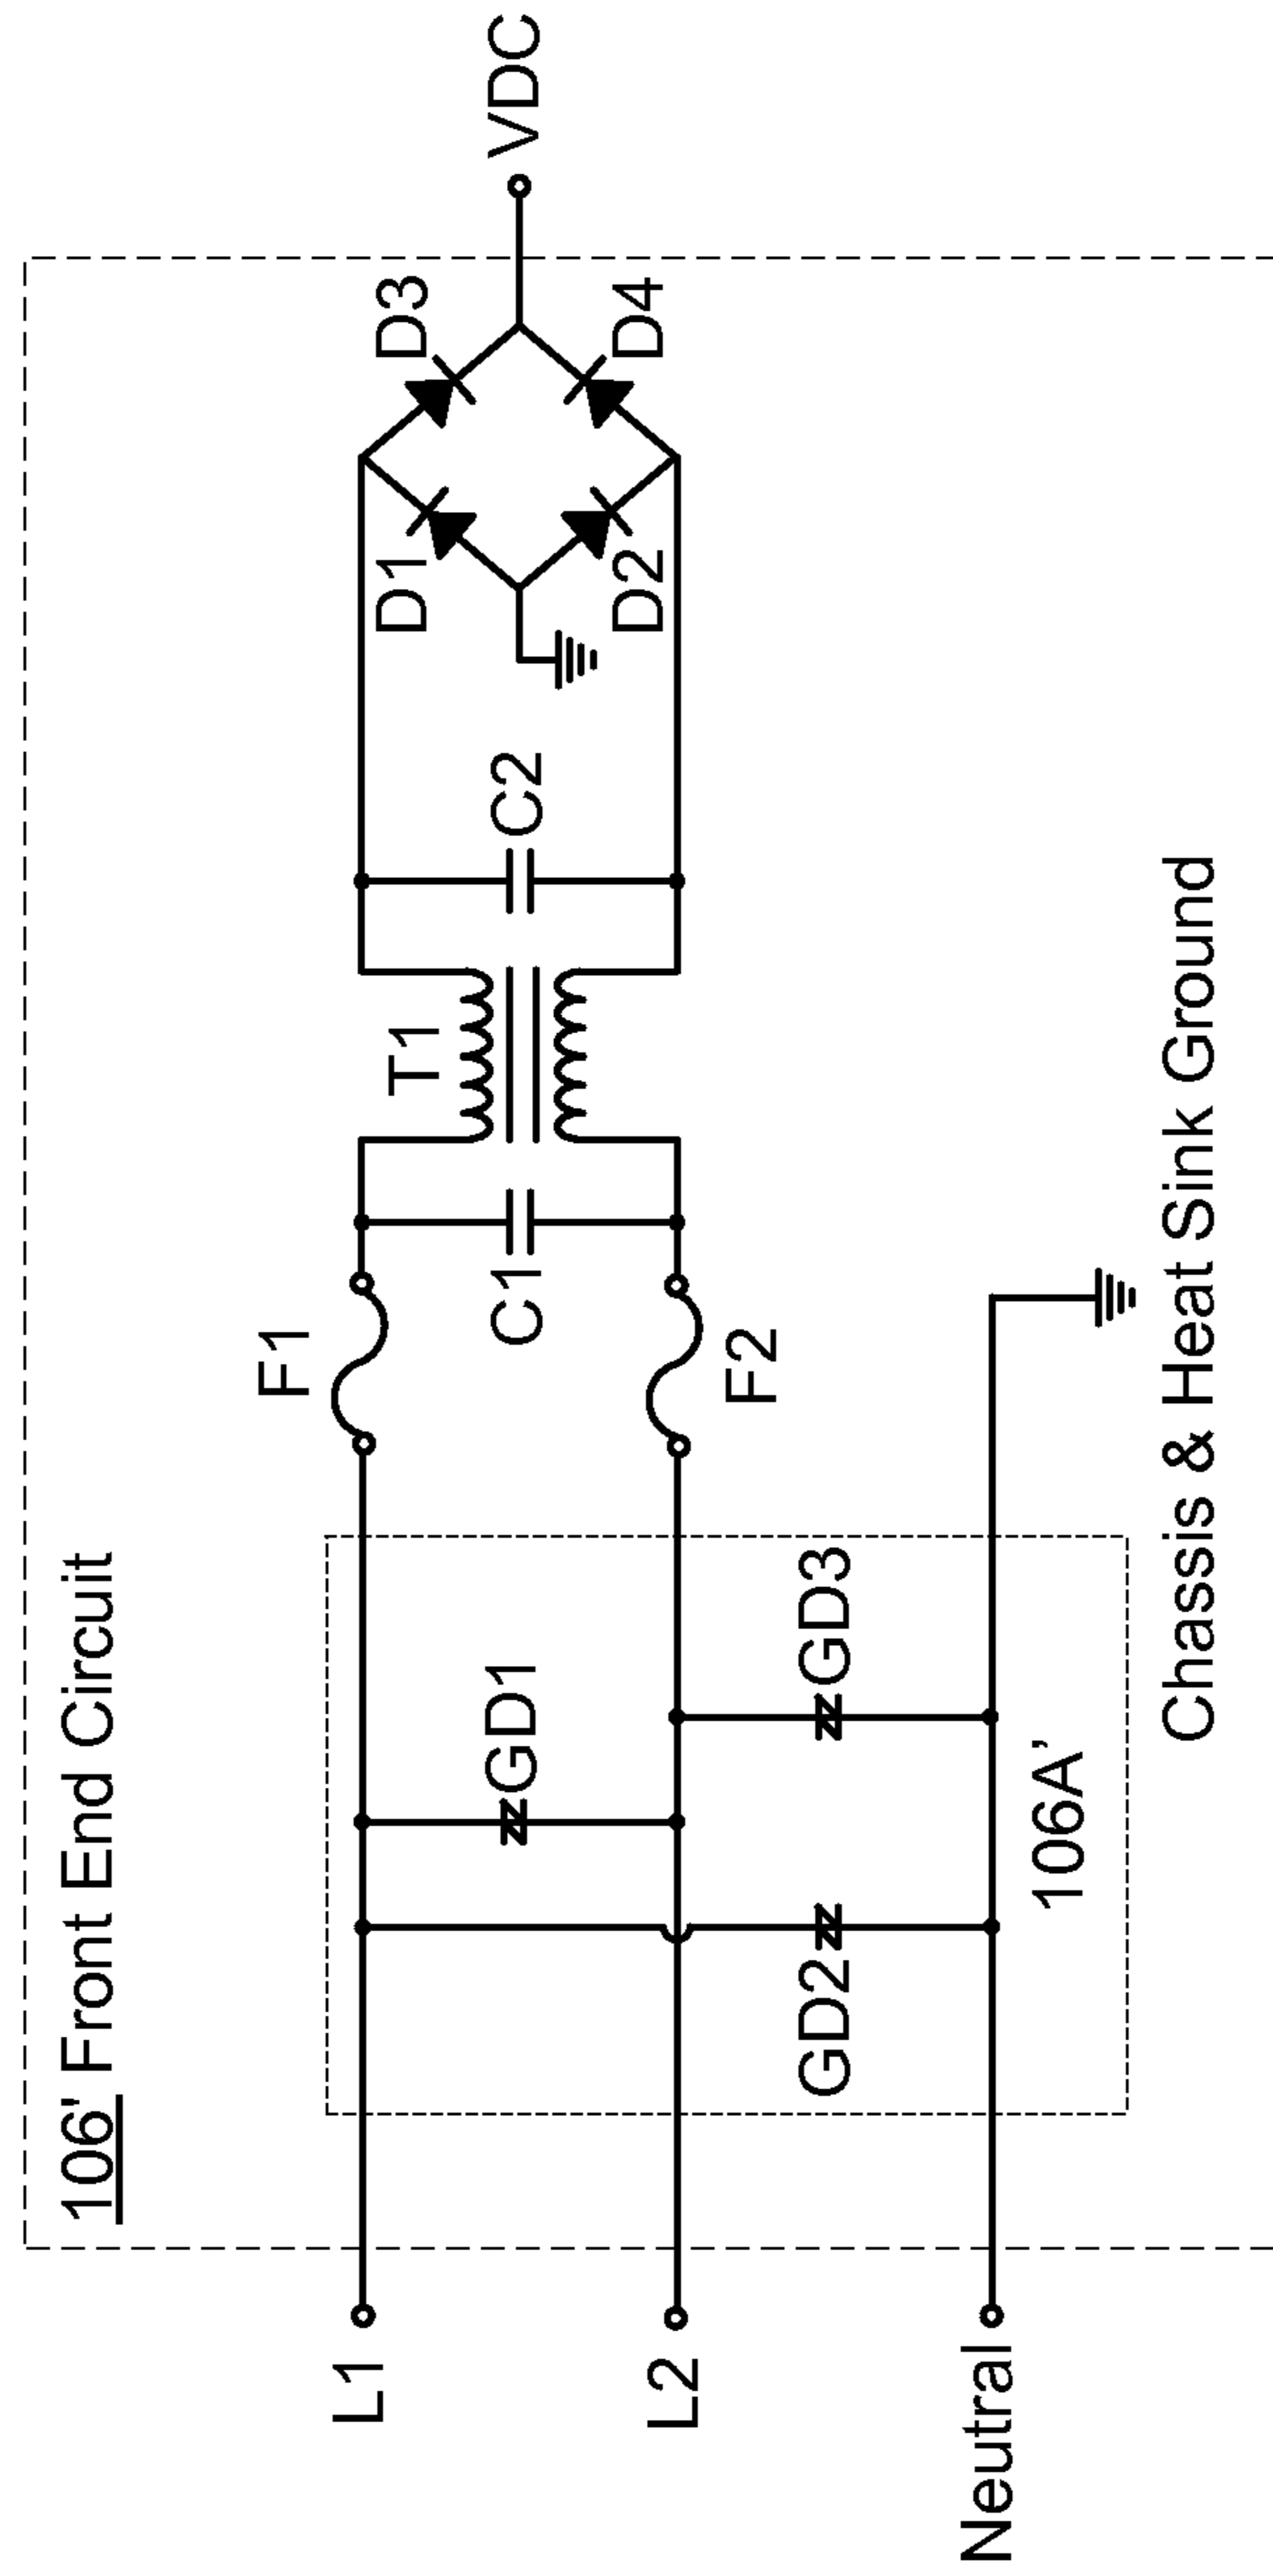 106' Front End Circuit
L1
L2
Neutral
GD2
GD1
GD3
106A’
F1
F2
C1
T1
C2
D1
D2
D3
D4
VDC
Chassis & Heat Sink Ground